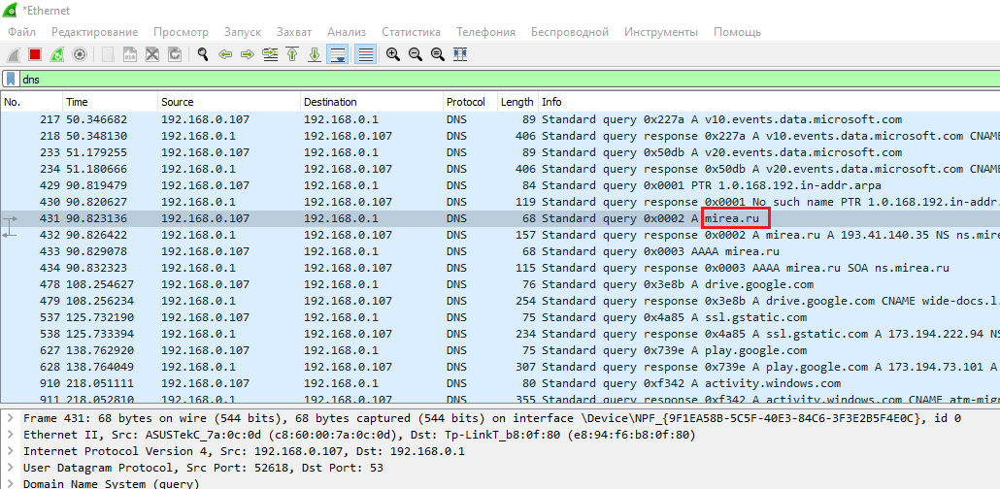 *Ethernet
Файл Редактирование Просмотр Запуск Захват Анализ Статистика Телефония Беспроводной Инструменты Помощь
dns
No. Time Source Destination Protocol Length Info
217 50.346682 192.168.0.107 192.168.0.1 DNS 89 Standard query 0x227a A v10.events.data.microsoft.com
218 50.348130 192.168.0.1 192.168.0.107 DNS 406 Standard query response 0x227a A v10.events.data.microsoft.com CNAME
233 51.179255 192.168.0.107 192.168.0.1 DNS 89 Standard query 0x50db A v20.events.data.microsoft.com
234 51.180666 192.168.0.1 192.168.0.107 DNS 406 Standard query response 0x50db A v20.events.data.microsoft.com CNAME
429 90.819479 192.168.0.107 192.168.0.1 DNS 84 Standard query 0x0001 PTR 1.0.168.192.in-addr.arpa
430 90.820627 192.168.0.1 192.168.0.107 DNS 119 Standard query response 0x0001 No such name PTR 1.0.168.192.in-addr.
431 90.823136 192.168.0.107 192.168.0.1 DNS 68 Standard query 0x0002 A mirea.ru
432 90.826422 192.168.0.1 192.168.0.107 DNS 157 Standard query response 0x0002 A mirea.ru A 193.41.140.35 NS ns.mire
433 90.829078 192.168.0.107 192.168.0.1 DNS 68 Standard query 0x0003 AAAA mirea.ru
434 90.832323 192.168.0.1 192.168.0.107 DNS 115 Standard query response 0x0003 AAAA mirea.ru SOA ns.mirea.ru
478 108.254627 192.168.0.107 192.168.0.1 DNS 76 Standard query 0x3e8b A drive.google.com
479 108.256234 192.168.0.1 192.168.0.107 DNS 254 Standard query response 0x3e8b A drive.google.com CNAME wide-docs.l.
537 125.732190 192.168.0.107 192.168.0.1 DNS 75 Standard query 0x4a85 A ssl.gstatic.com
538 125.733394 192.168.0.1 192.168.0.107 DNS 234 Standard query response 0x4a85 A ssl.gstatic.com A 173.194.222.94 NS
627 138.762920 192.168.0.107 192.168.0.1 DNS 75 Standard query 0x739e A play.google.com
628 138.764049 192.168.0.1 192.168.0.107 DNS 307 Standard query response 0x739e A play.google.com A 173.194.73.101 A
910 218.051111 192.168.0.107 192.168.0.1 DNS 80 Standard query 0xf342 A activity.windows.com
911 218.052810 192.168.0.1 192.168.0.107 DNS 355 Standard query response 0xf342 A activity.windows.com CNAME atm-mig
Frame 431: 68 bytes on wire (544 bits), 68 bytes captured (544 bits) on interface \Device\NPF_{9F1EA58B-5C5F-40E3-84C6-3F3E2B5F4E0C}, id 0
Ethernet II, Src: ASUSTekC_7a:0c:0d (c8:60:00:7a:0c:0d), Dst: Tp-LinkT_b8:0f:80 (e8:94:f6:b8:0f:80)
Internet Protocol Version 4, Src: 192.168.0.107, Dst: 192.168.0.1
User Datagram Protocol, Src Port: 52618, Dst Port: 53
Domain Name System (query)